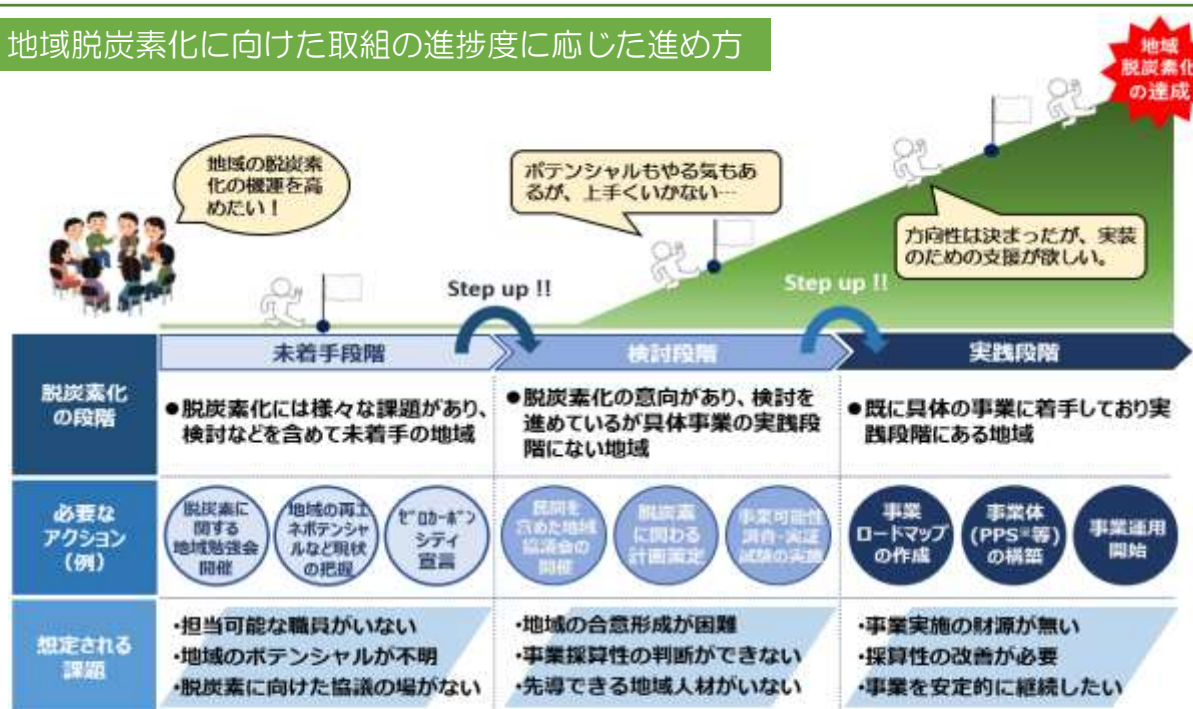 地域脱炭素化に向けた取組の進捗度に応じた進め方
地域
脱炭素化
の達成
地域の脱炭素
化の機運を高
めたい！
ポテンシャルもやる気もあ
るが、上手くいかない…
方向性は決まったが、実装
のための支援が欲しい。
Step up !!
Step up !!
未着手段階
検討段階
実践段階
脱炭素化
の段階
●脱炭素化には様々な課題があり、
検討などを含めて未着手の地域
●脱炭素化の意向があり、検討を
進めているが具体事業の実践段
階にない地域
●既に具体の事業に着手しており実
践段階にある地域
必要な
アクション
（例）
脱炭素に
関する
地域勉強会
開催
地域の再エ
ネポテンシャ
ルなど現状
の把握
ゼロカーボン
シティ
宣言
民間を
含めた地域
協議会の
開催
脱炭素
に関わる
計画策定
事業可能性
調査・実証
試験の実施
事業
ロードマップ
の作成
事業体
(PPS※等)
の構築
事業運用
開始
想定される
課題
・担当可能な職員がいない
・地域のポテンシャルが不明
・脱炭素に向けた協議の場がない
・地域の合意形成が困難
・事業採算性の判断ができない
・先導できる地域人材がいない
・事業実施の財源が無い
・採算性の改善が必要
・事業を安定的に継続したい